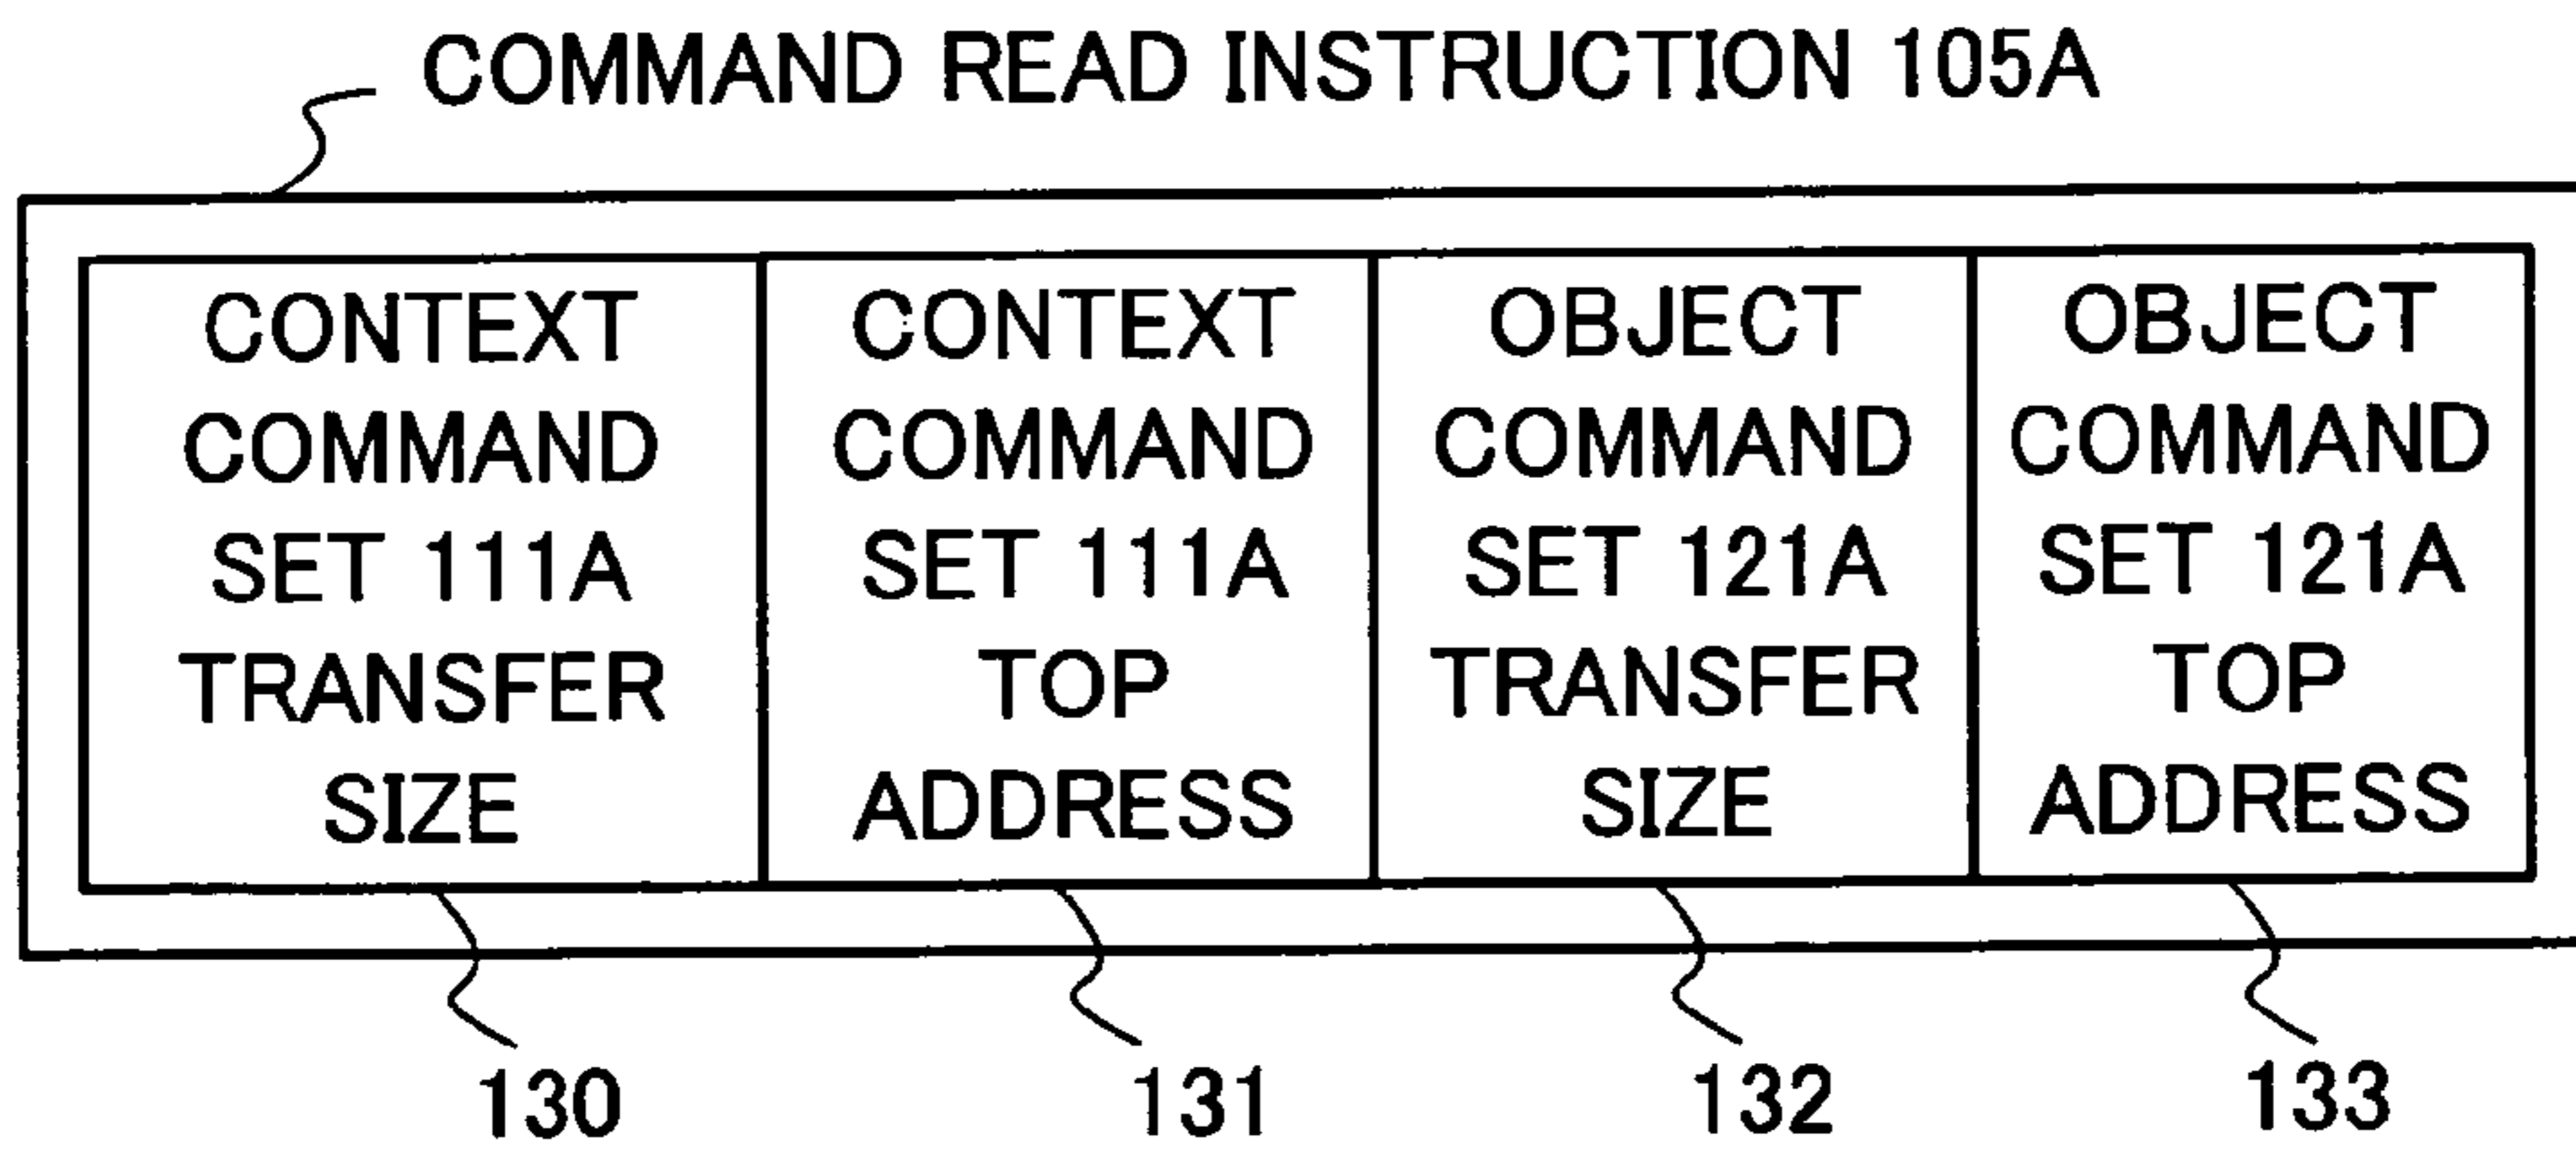 COMMAND READ INSTRUCTION 105A
CONTEXT
COMMAND
SET 111A
TRANSFER
SIZE
CONTEXT
COMMAND
SET 111A
TOP
ADDRESS
OBJECT
COMMAND
SET 121A
TRANSFER
SIZE
OBJECT
COMMAND
SET 121A
TOP
ADDRESS
130
131
132
133